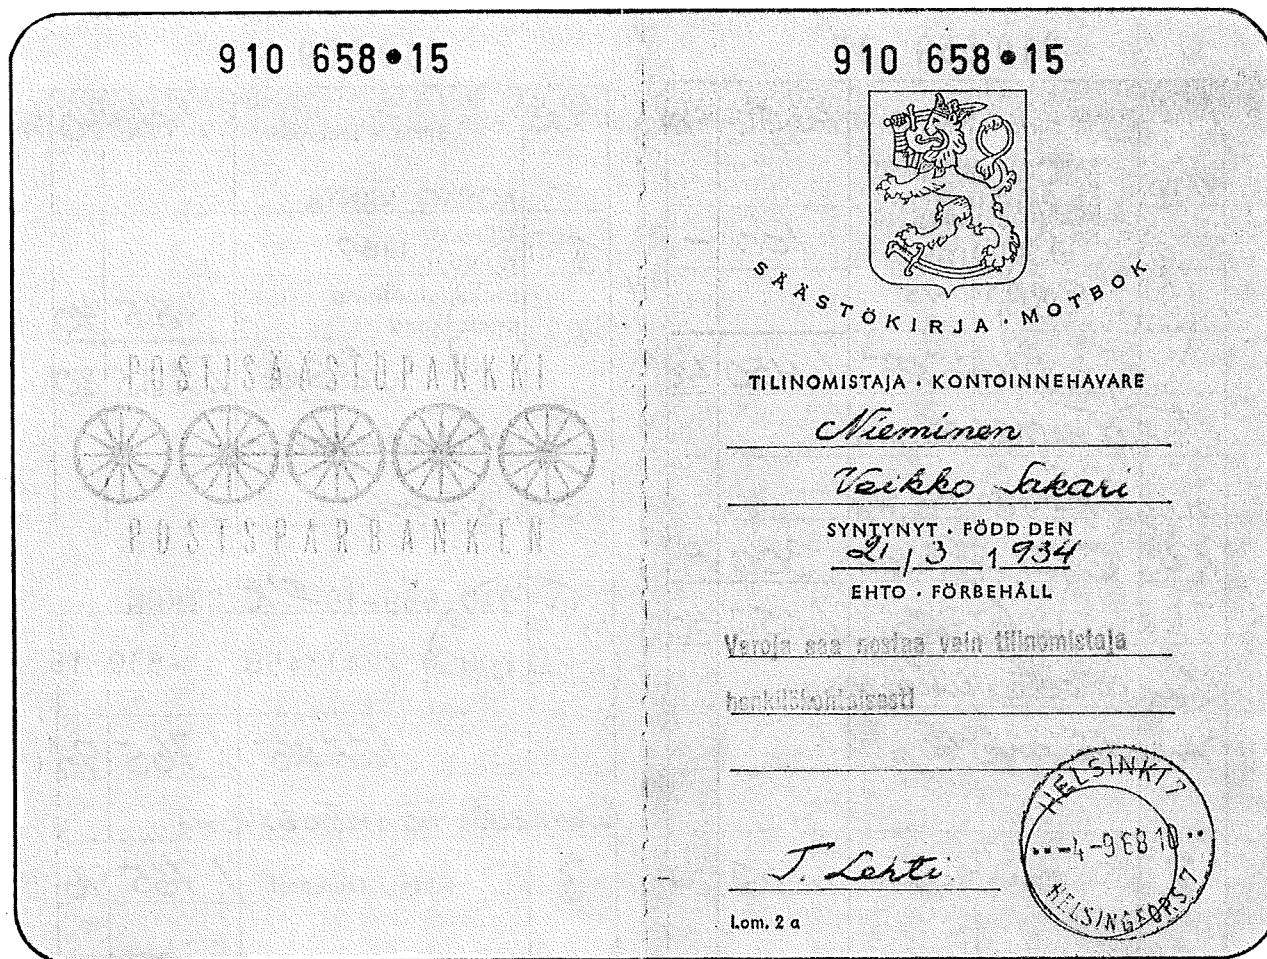 910 658•15
POSTISÄÄSTÖPANKKI
POSTSPARBANKEN
910 658•15
SÄÄSTÖKIRJA · MOTBOK
TILINOMISTAJA · KONTOINNEHAVARE
Nieminen
Veikko Sakari
SYNTYNYT · FÖDD DEN
21/3 1934
EHTO · FÖRBEHÅLL
Varoja saa nostaa vain tilinomistaja
henkilökohtaisesti
HELSINKI 7
-4-9 68 10
HELSINGFORS 7
T. Lehti
Lom. 2 a